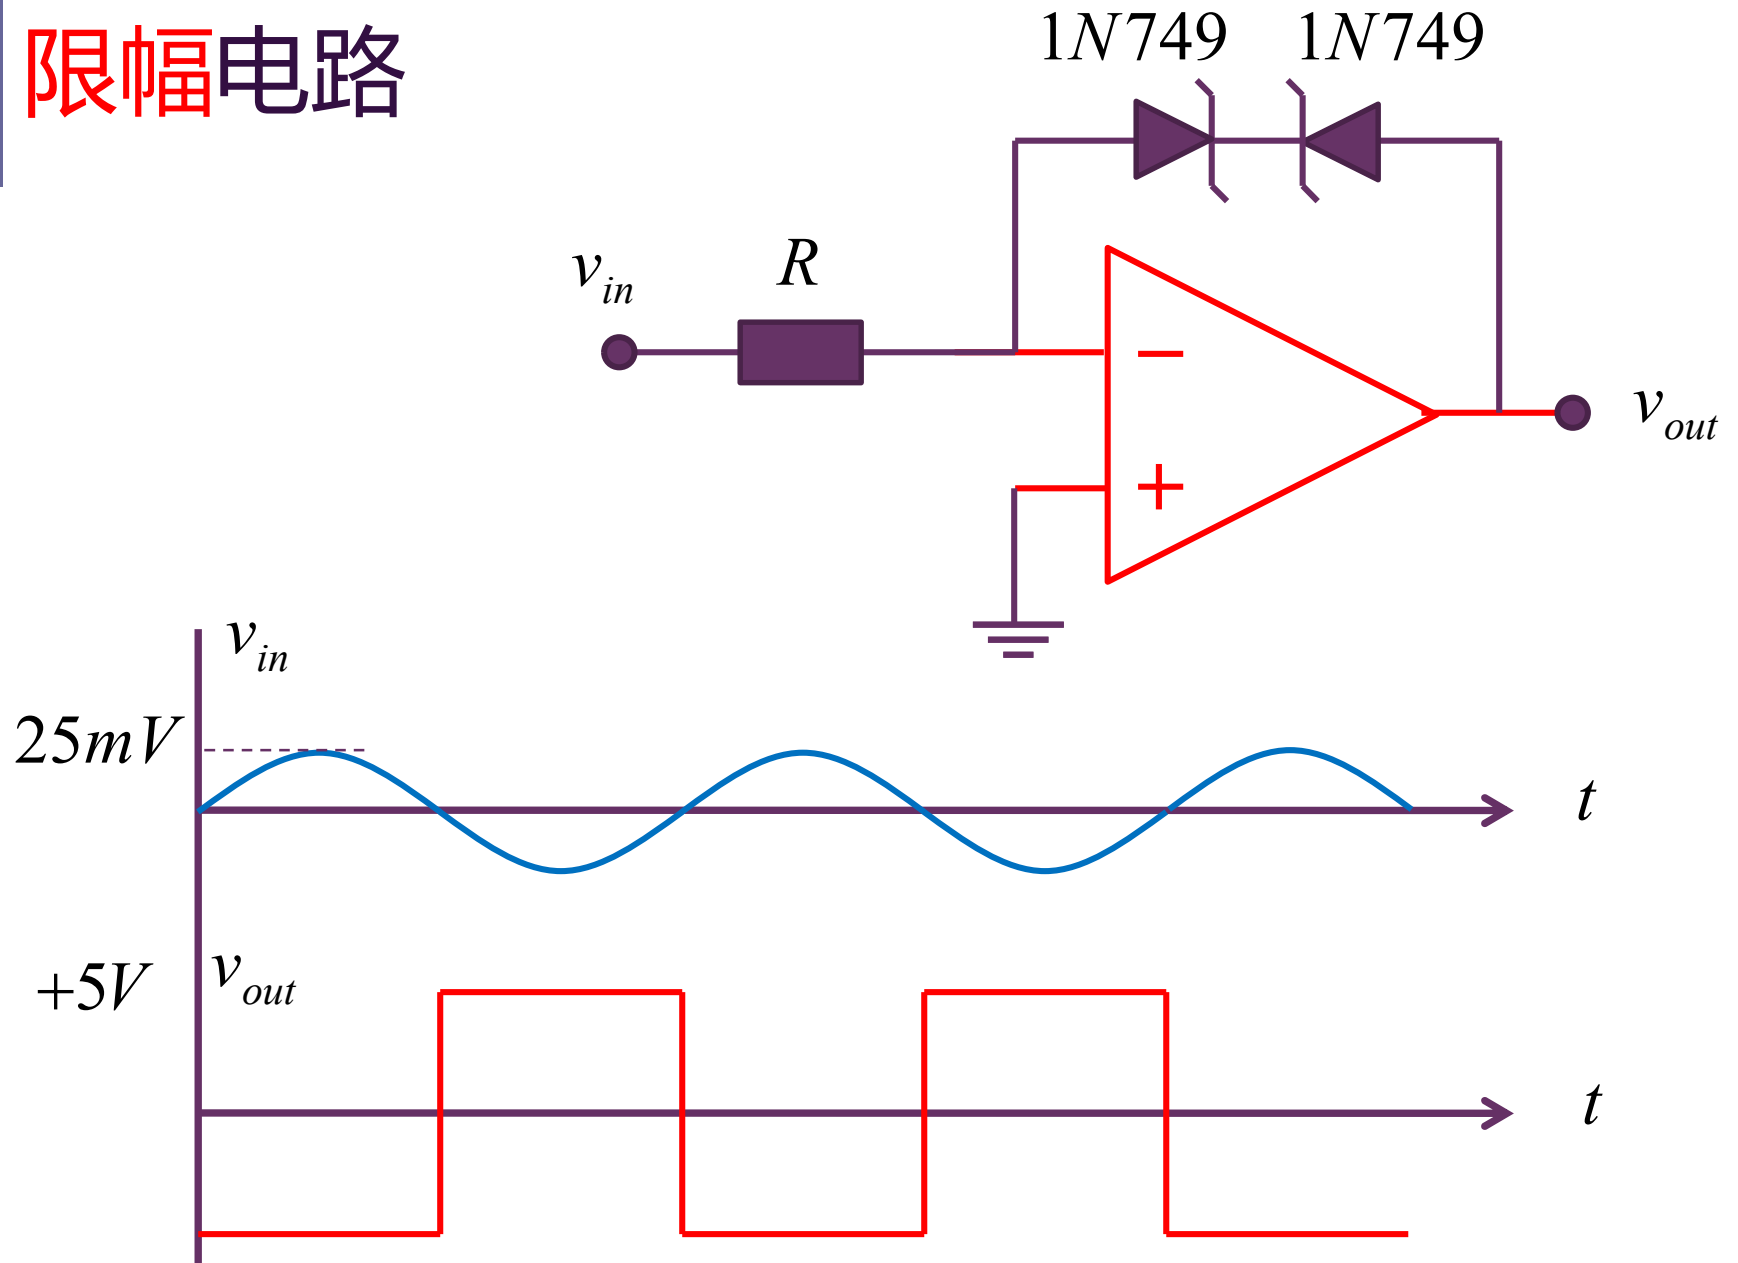 限幅电路
1N749 1N749
v_in
R
−
+
v_out
v_in
25mV
t
+5V
v_out
t